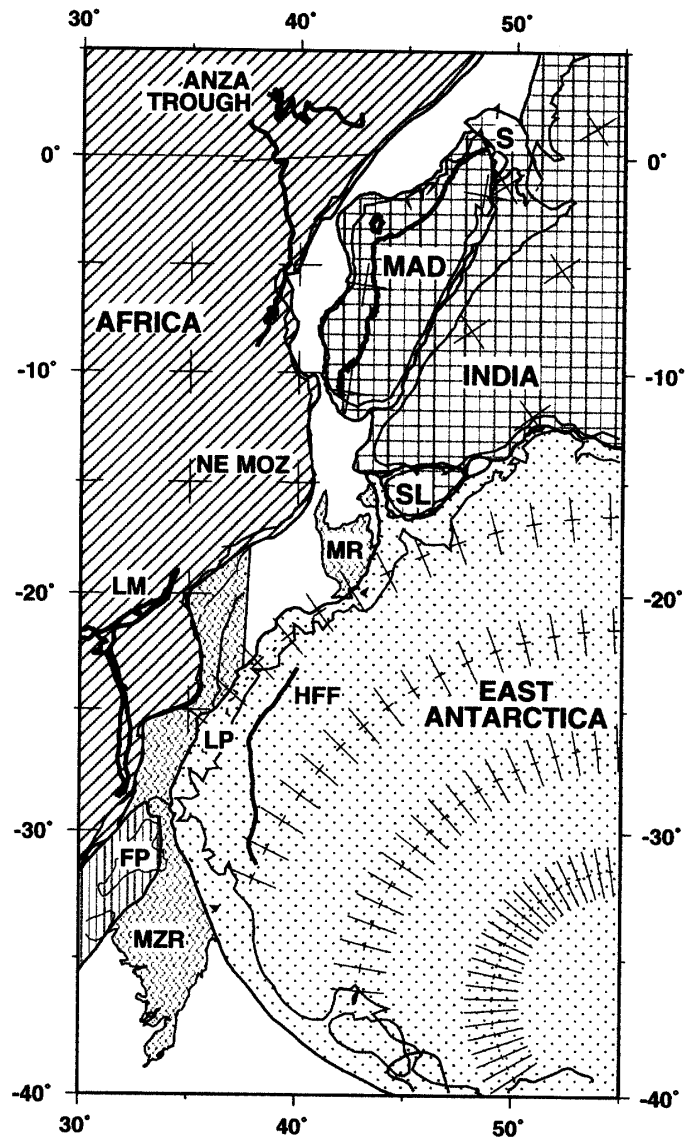 30° 40° 50°
ANZA
TROUGH
S
0° 0°
MAD
AFRICA
-10° INDIA -10°
NE MOZ
SL
MR
LM
-20° -20°
HFF EAST
ANTARCTICA
LP
-30° -30°
FP
MZR
-40° -40°
30° 40° 50°